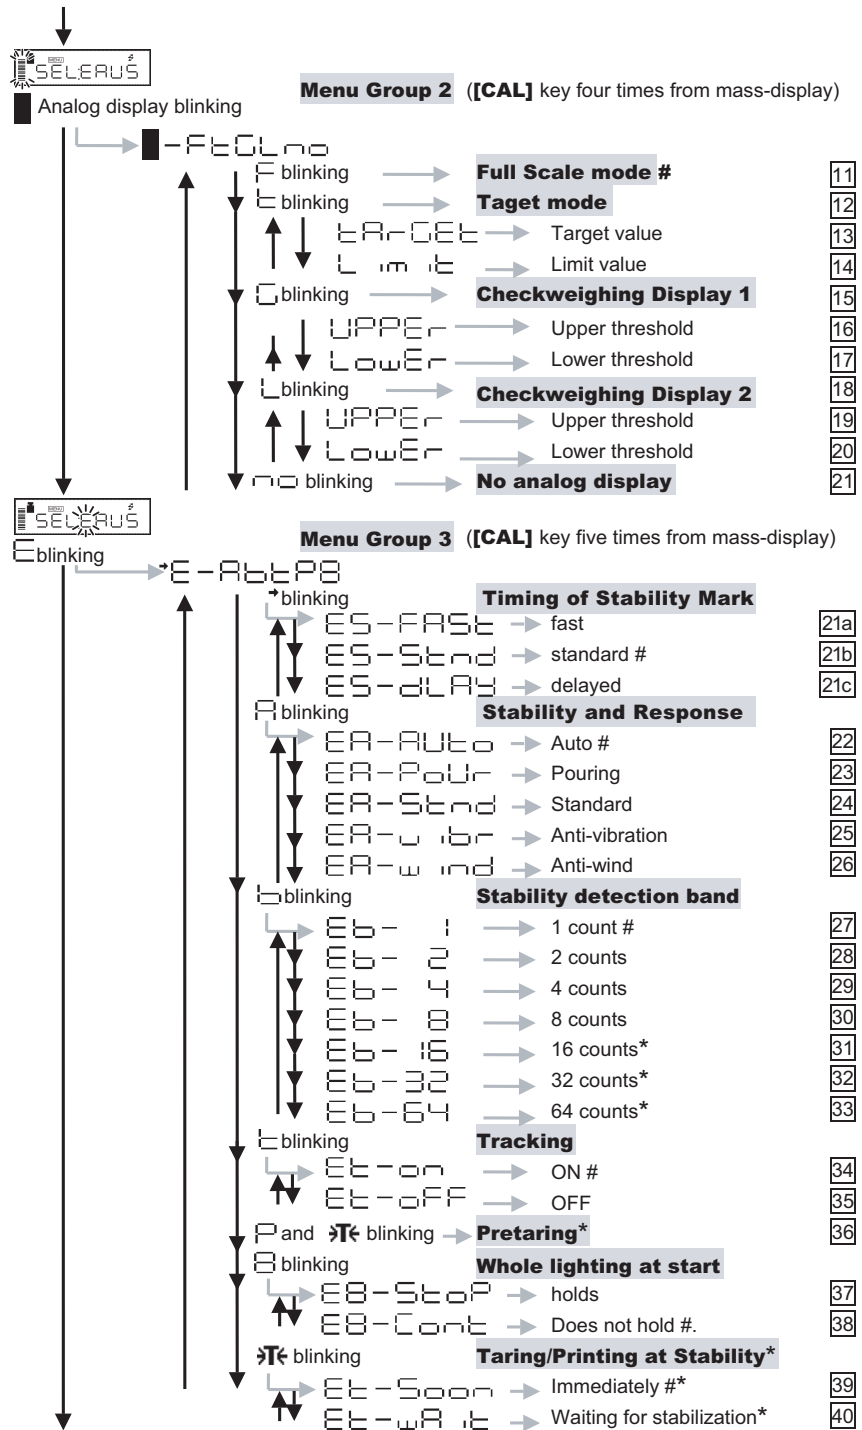 SEL:EAUS
Menu Group 2 ([CAL] key four times from mass-display)
Analog display blinking
-FtGLno
F blinking Full Scale mode # 11
t blinking Taget mode 12
tArGEt Target value 13
Limit Limit value 14
G blinking Checkweighing Display 1 15
UPPEr Upper threshold 16
LowEr Lower threshold 17
L blinking Checkweighing Display 2 18
UPPEr Upper threshold 19
LowEr Lower threshold 20
no blinking No analog display 21
SEL:EAUS
E blinking
Menu Group 3 ([CAL] key five times from mass-display)
E-AbtP8
blinking Timing of Stability Mark
ES-FASt fast 21a
ES-Stnd standard # 21b
ES-dLAY delayed 21c
A blinking Stability and Response
EA-AUto Auto # 22
EA-PoUr Pouring 23
EA-Stnd Standard 24
EA-vibr Anti-vibration 25
EA-wind Anti-wind 26
b blinking Stability detection band
Eb- 1 1 count # 27
Eb- 2 2 counts 28
Eb- 4 4 counts 29
Eb- 8 8 counts 30
Eb- 16 16 counts* 31
Eb-32 32 counts* 32
Eb-64 64 counts* 33
t blinking Tracking
Et-on ON # 34
Et-oFF OFF 35
P and →T← blinking Pretaring* 36
8 blinking Whole lighting at start
E8-StoP holds 37
E8-Cont Does not hold #. 38
→T← blinking Taring/Printing at Stability*
Et-Soon Immediately #* 39
Et-wAit Waiting for stabilization* 40